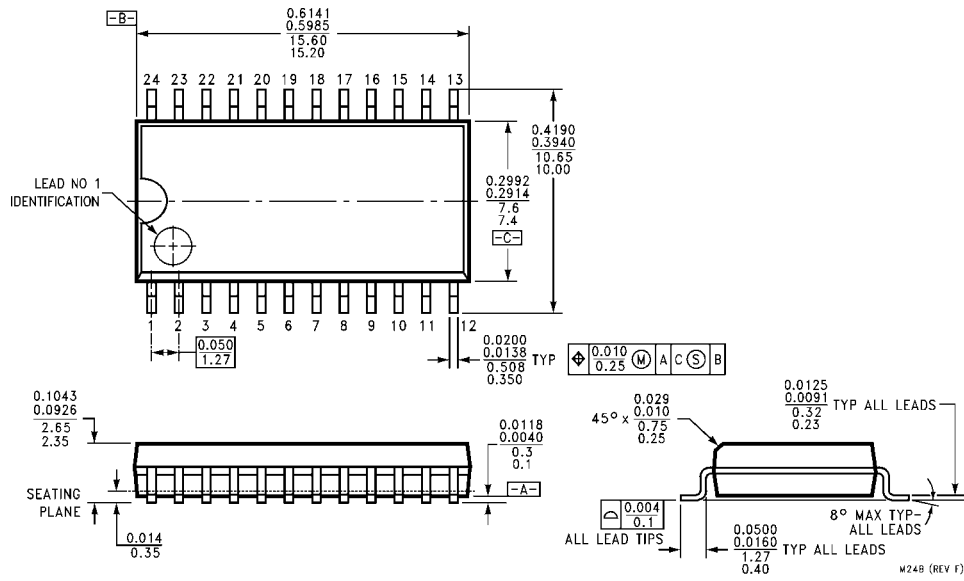 -B-
0.6141
0.5985
15.60
15.20
24 23 22 21 20 19 18 17 16 15 14 13
0.4190
0.3940
10.65
10.00
0.2992
0.2914
7.6
7.4
-C-
LEAD NO 1
IDENTIFICATION
1 2 3 4 5 6 7 8 9 10 11 12
0.050
1.27
0.0200
0.0138
0.508
0.350
TYP
⌖ 0.010 0.25 Ⓜ A C Ⓢ B
0.1043
0.0926
2.65
2.35
0.0118
0.0040
0.3
0.1
-A-
SEATING
PLANE
0.014
0.35
45° x
0.029
0.010
0.75
0.25
0.0125
0.0091
0.32
0.23
TYP ALL LEADS
0.004
0.1
ALL LEAD TIPS
8° MAX TYP-
ALL LEADS
0.0500
0.0160
1.27
0.40
TYP ALL LEADS
M24B (REV F)